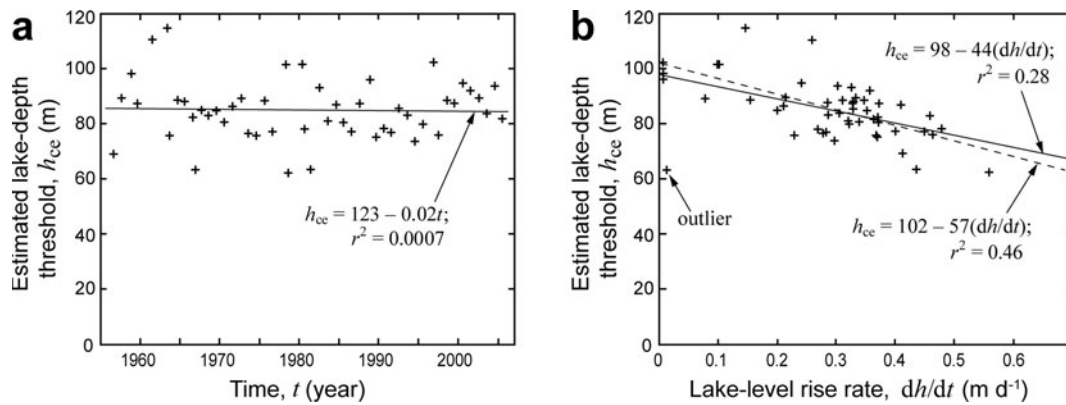 a
Estimated lake-depth
threshold, hce (m)
120
100
80
60
40
20
0
hce = 123 – 0.02t;
r² = 0.0007
1960
1970
1980
1990
2000
Time, t (year)
b
Estimated lake-depth
threshold, hce (m)
120
100
80
60
40
20
0
hce = 98 – 44(dh/dt);
r² = 0.28
outlier
hce = 102 – 57(dh/dt);
r² = 0.46
0
0.1
0.2
0.3
0.4
0.5
0.6
Lake-level rise rate, dh/dt (m d⁻¹)